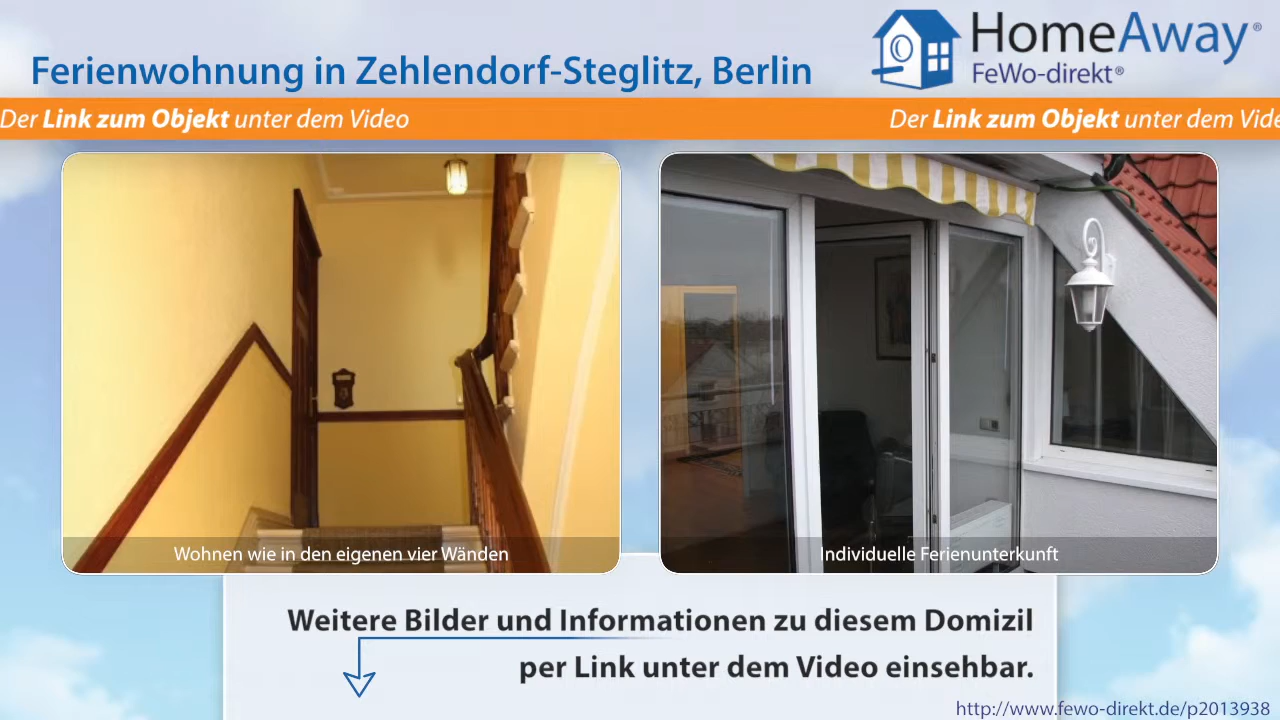 HomeAway®
FeWo-direkt®
Ferienwohnung in Zehlendorf-Steglitz, Berlin
Der Link zum Objekt unter dem Video
Der Link zum Objekt unter dem Vide
Wohnen wie in den eigenen vier Wänden
Individuelle Ferienunterkunft
Weitere Bilder und Informationen zu diesem Domizil
per Link unter dem Video einsehbar.
http://www.fewo-direkt.de/p2013938